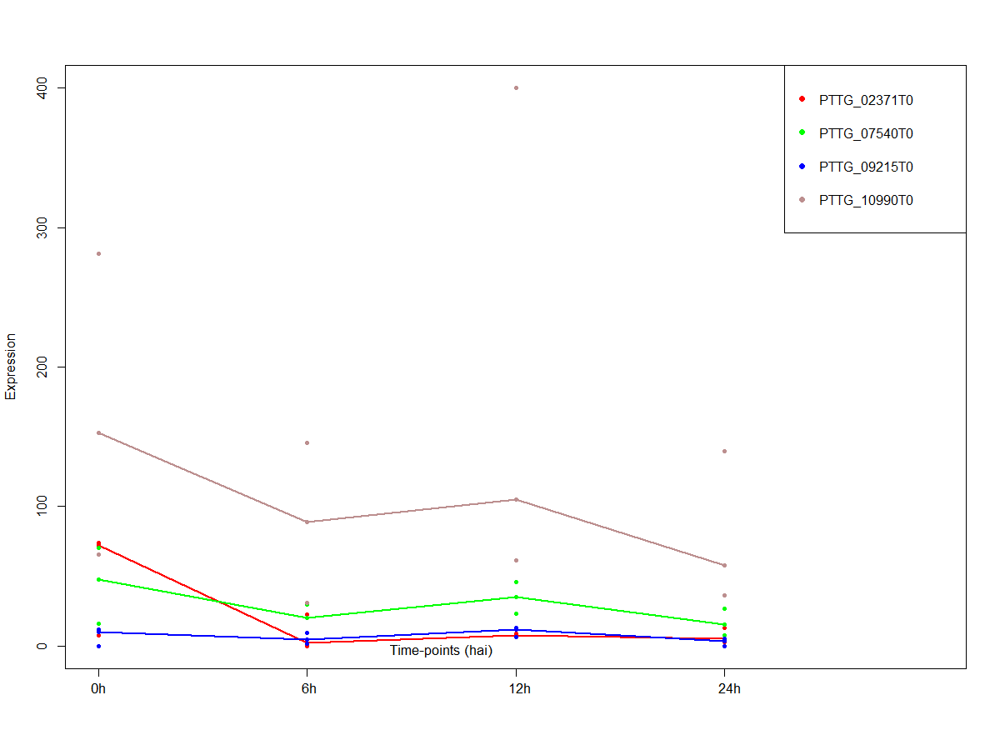 400
300
200
100
0
Expression
PTTG_02371T0
PTTG_07540T0
PTTG_09215T0
PTTG_10990T0
Time-points (hai)
0h 6h 12h 24h